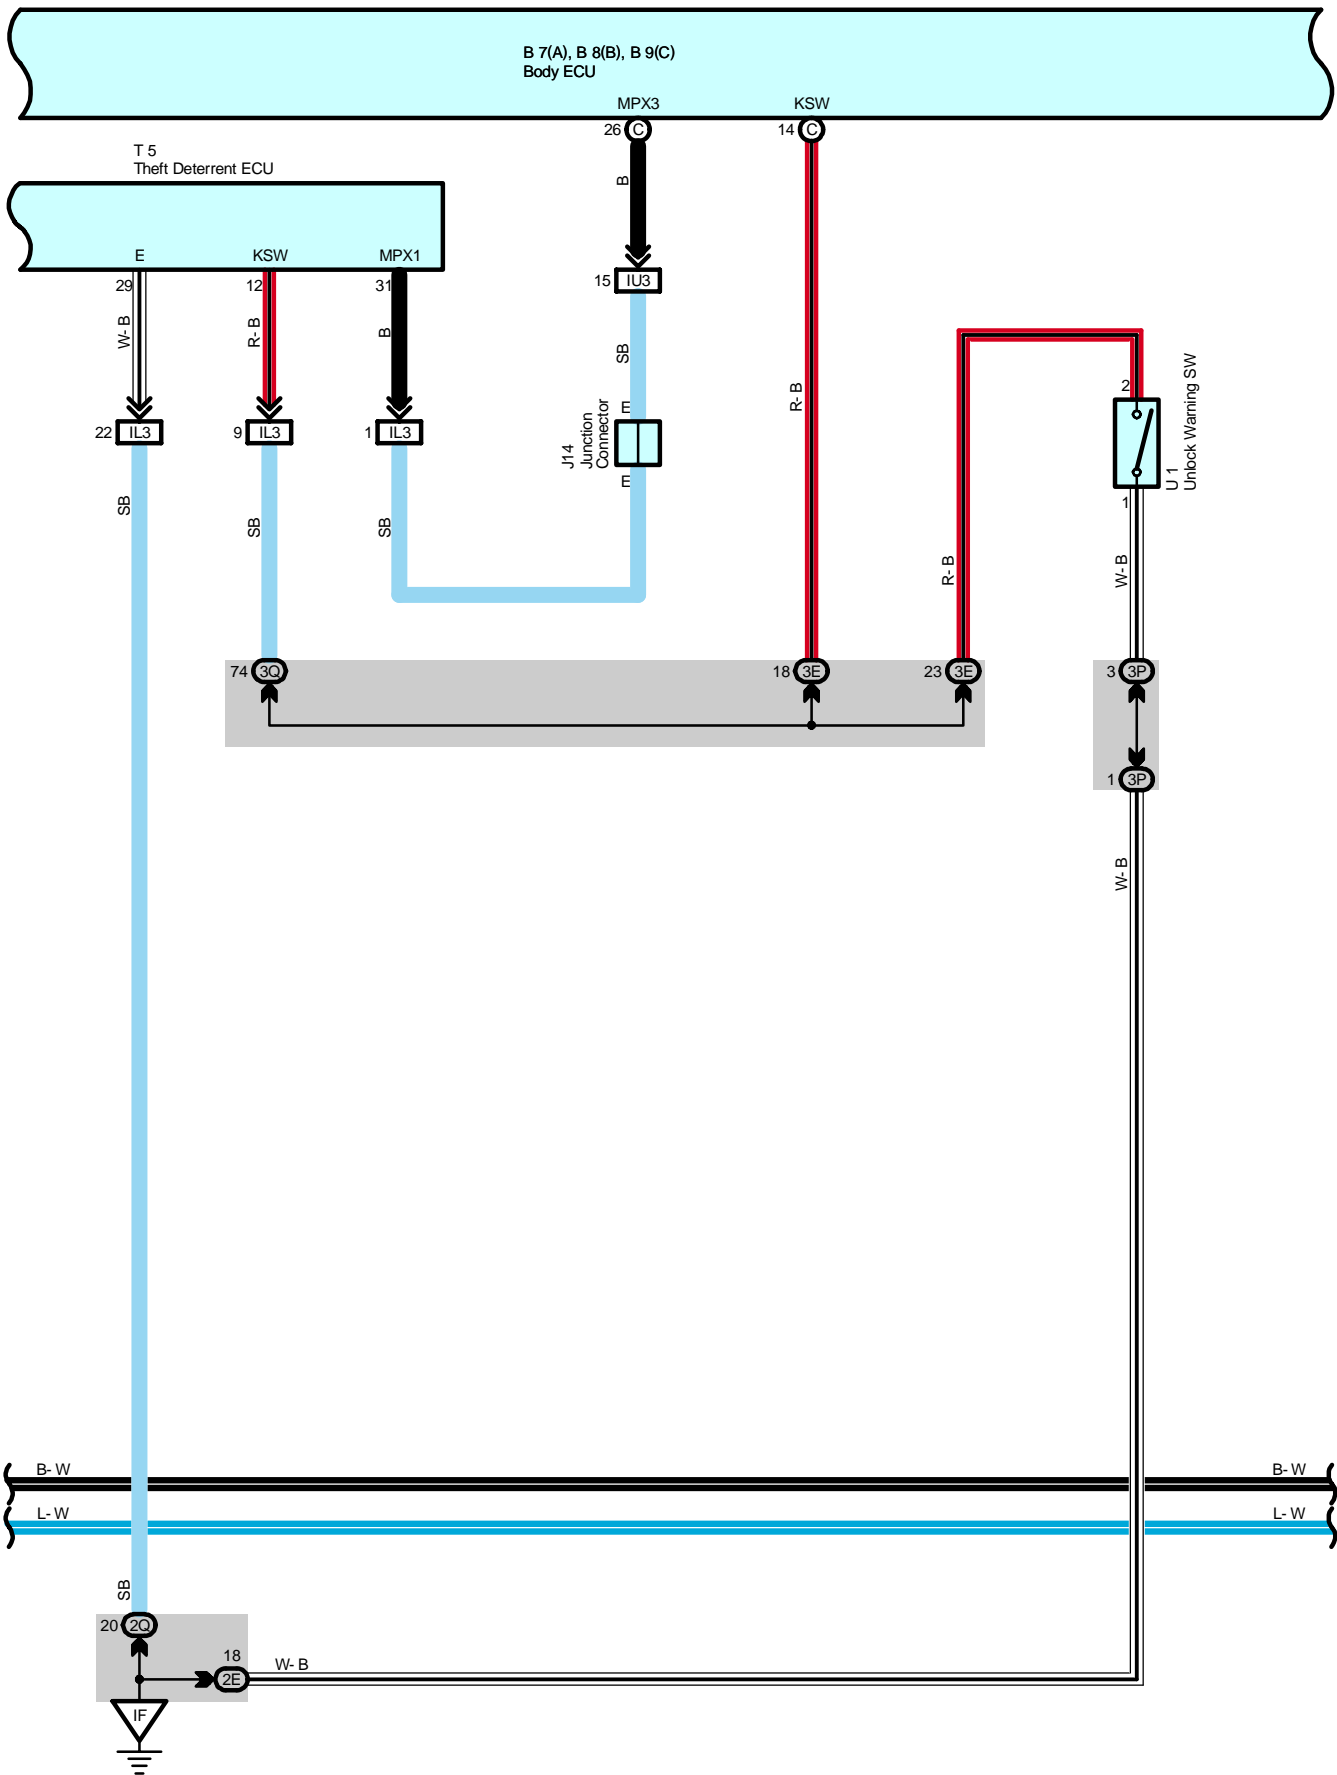 B 7(A), B 8(B), B 9(C)
Body ECU
MPX3
KSW
26 C
14 C
T 5
Theft Deterrent ECU
B
E
KSW
MPX1
29
12
31
15 IU3
W- B
R- B
B
SB
R- B
2
U 1
Unlock Warning SW
22 IL3
9 IL3
1 IL3
E
J14
Junction
Connector
E
1
SB
SB
SB
R- B
W- B
74 3Q
18 3E
23 3E
3 3P
1 3P
W- B
B- W
B- W
L- W
L- W
SB
20 2Q
18
2E
W- B
IF